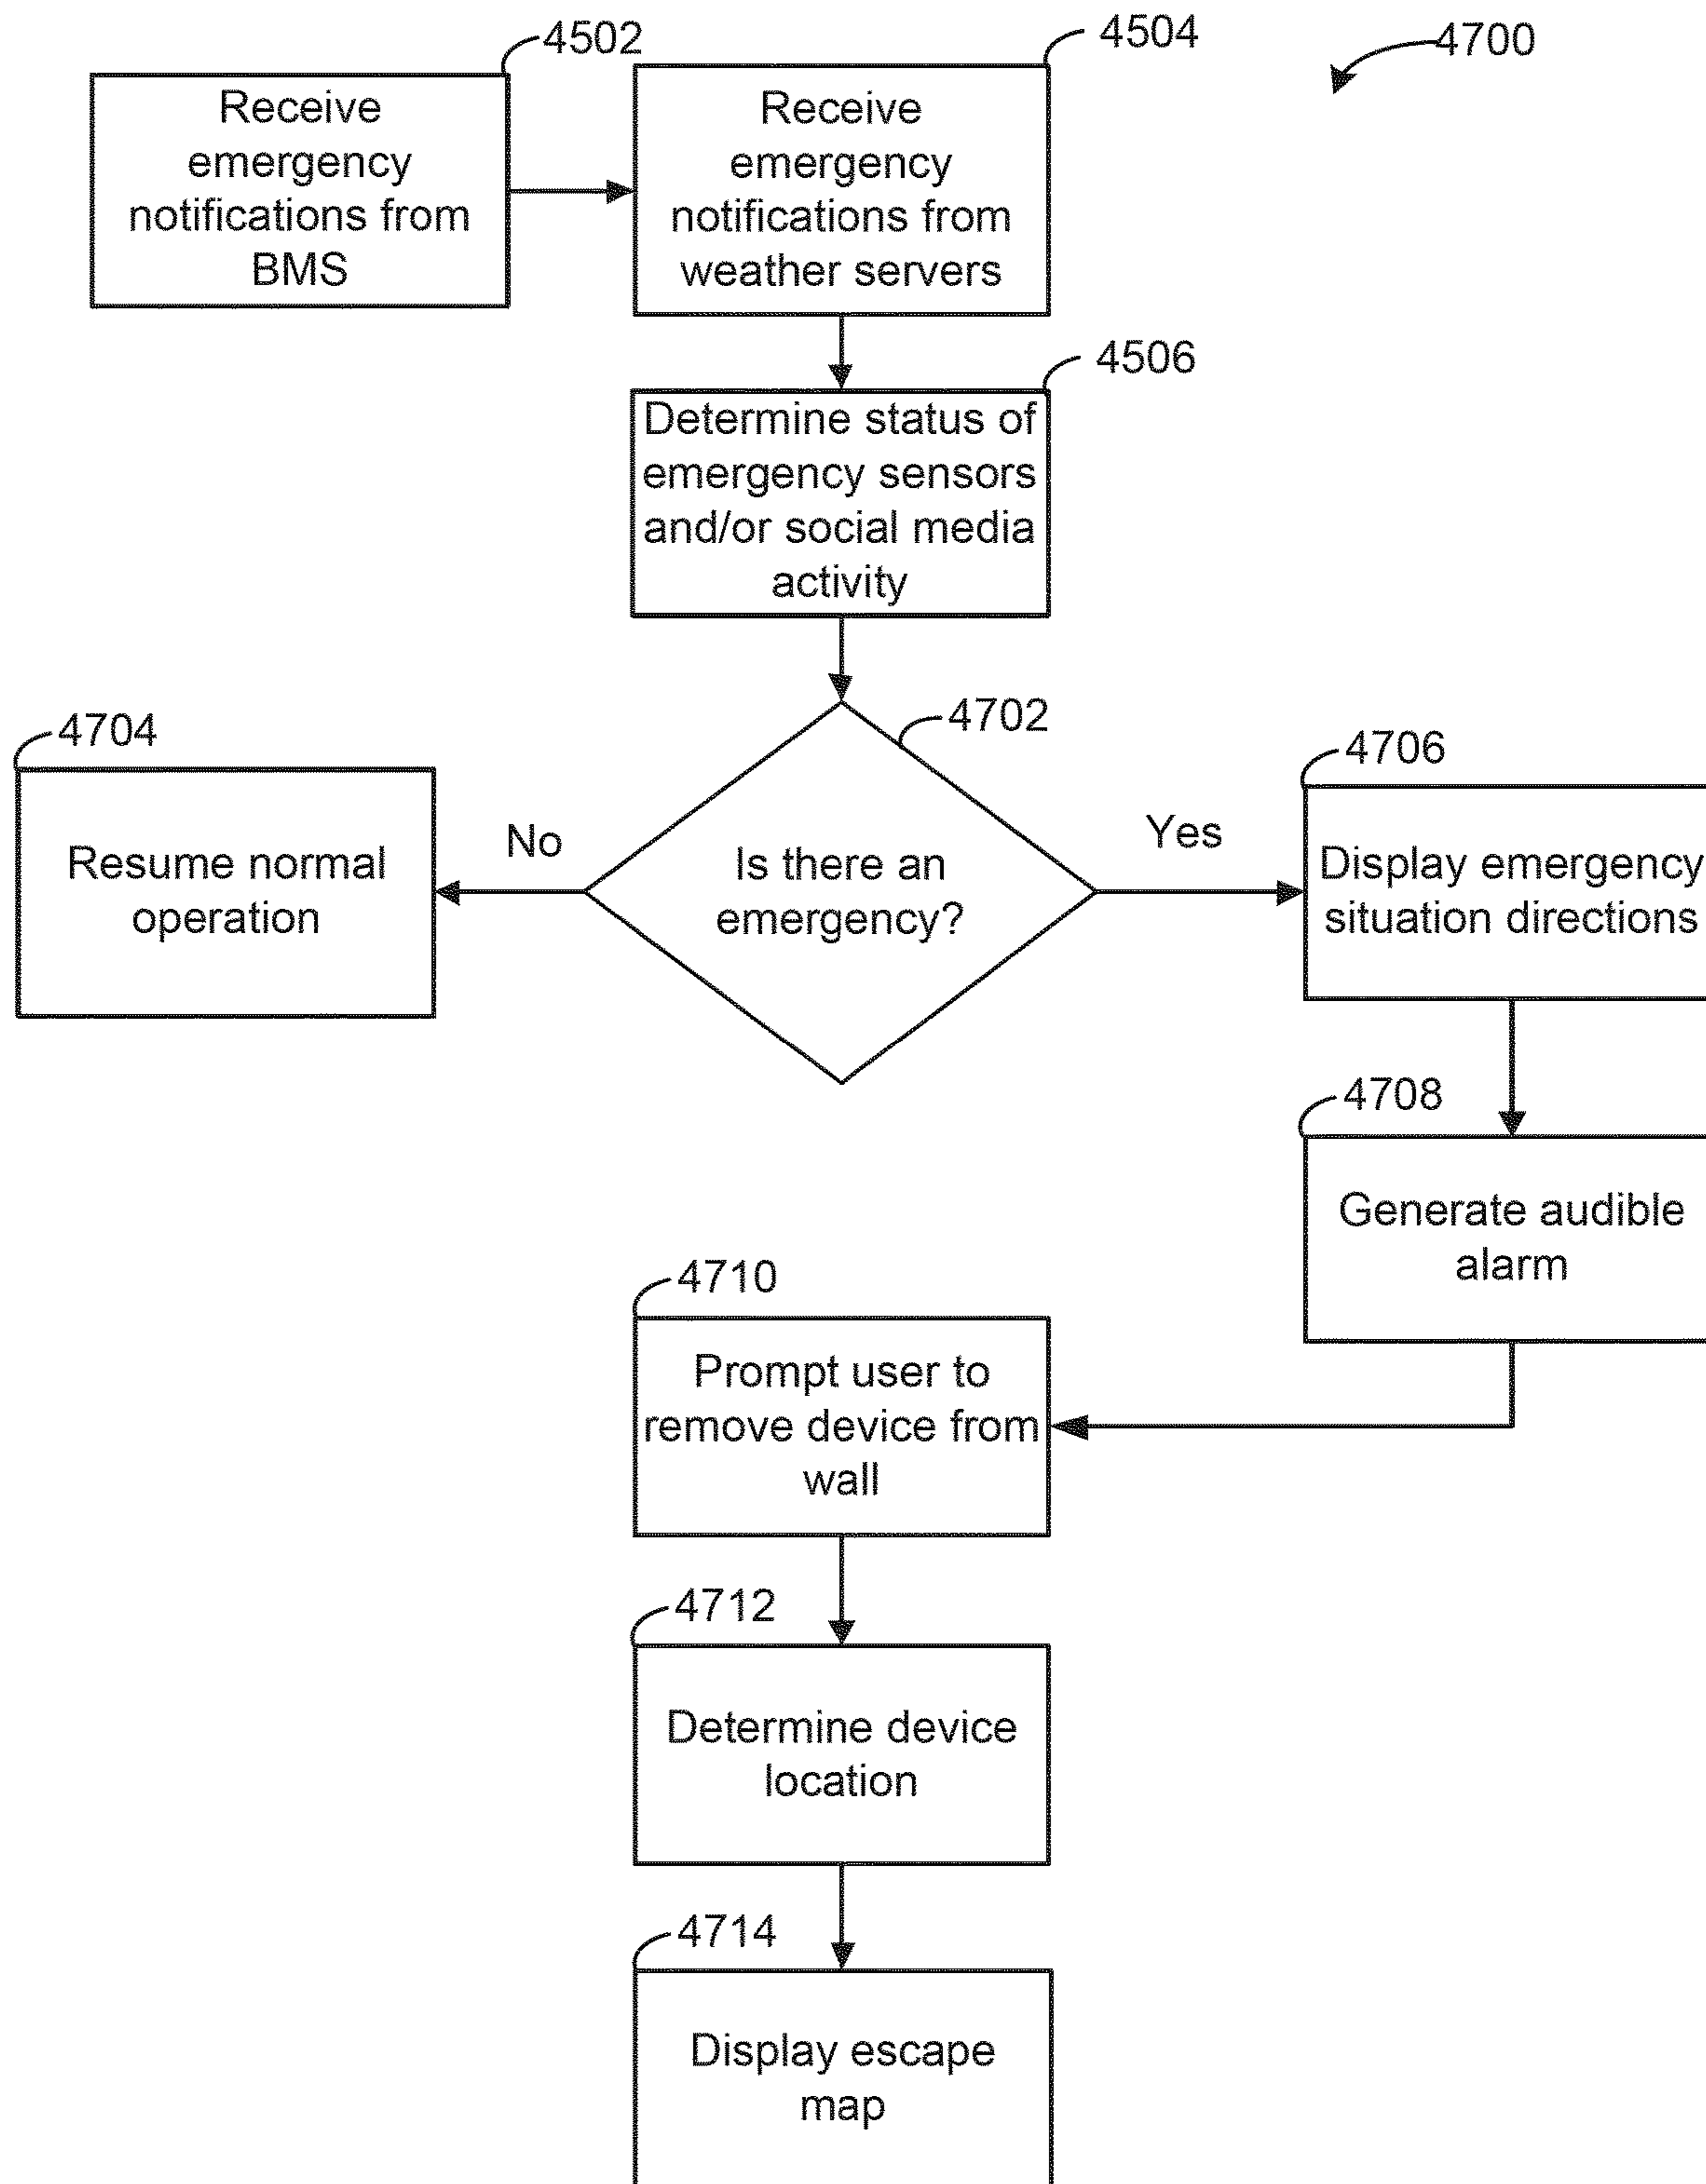 4502
Receive
emergency
notifications from
BMS
4504
Receive
emergency
notifications from
weather servers
4700
4506
Determine status of
emergency sensors
and/or social media
activity
4702
Is there an
emergency?
No
4704
Resume normal
operation
Yes
4706
Display emergency
situation directions
4708
Generate audible
alarm
4710
Prompt user to
remove device from
wall
4712
Determine device
location
4714
Display escape
map